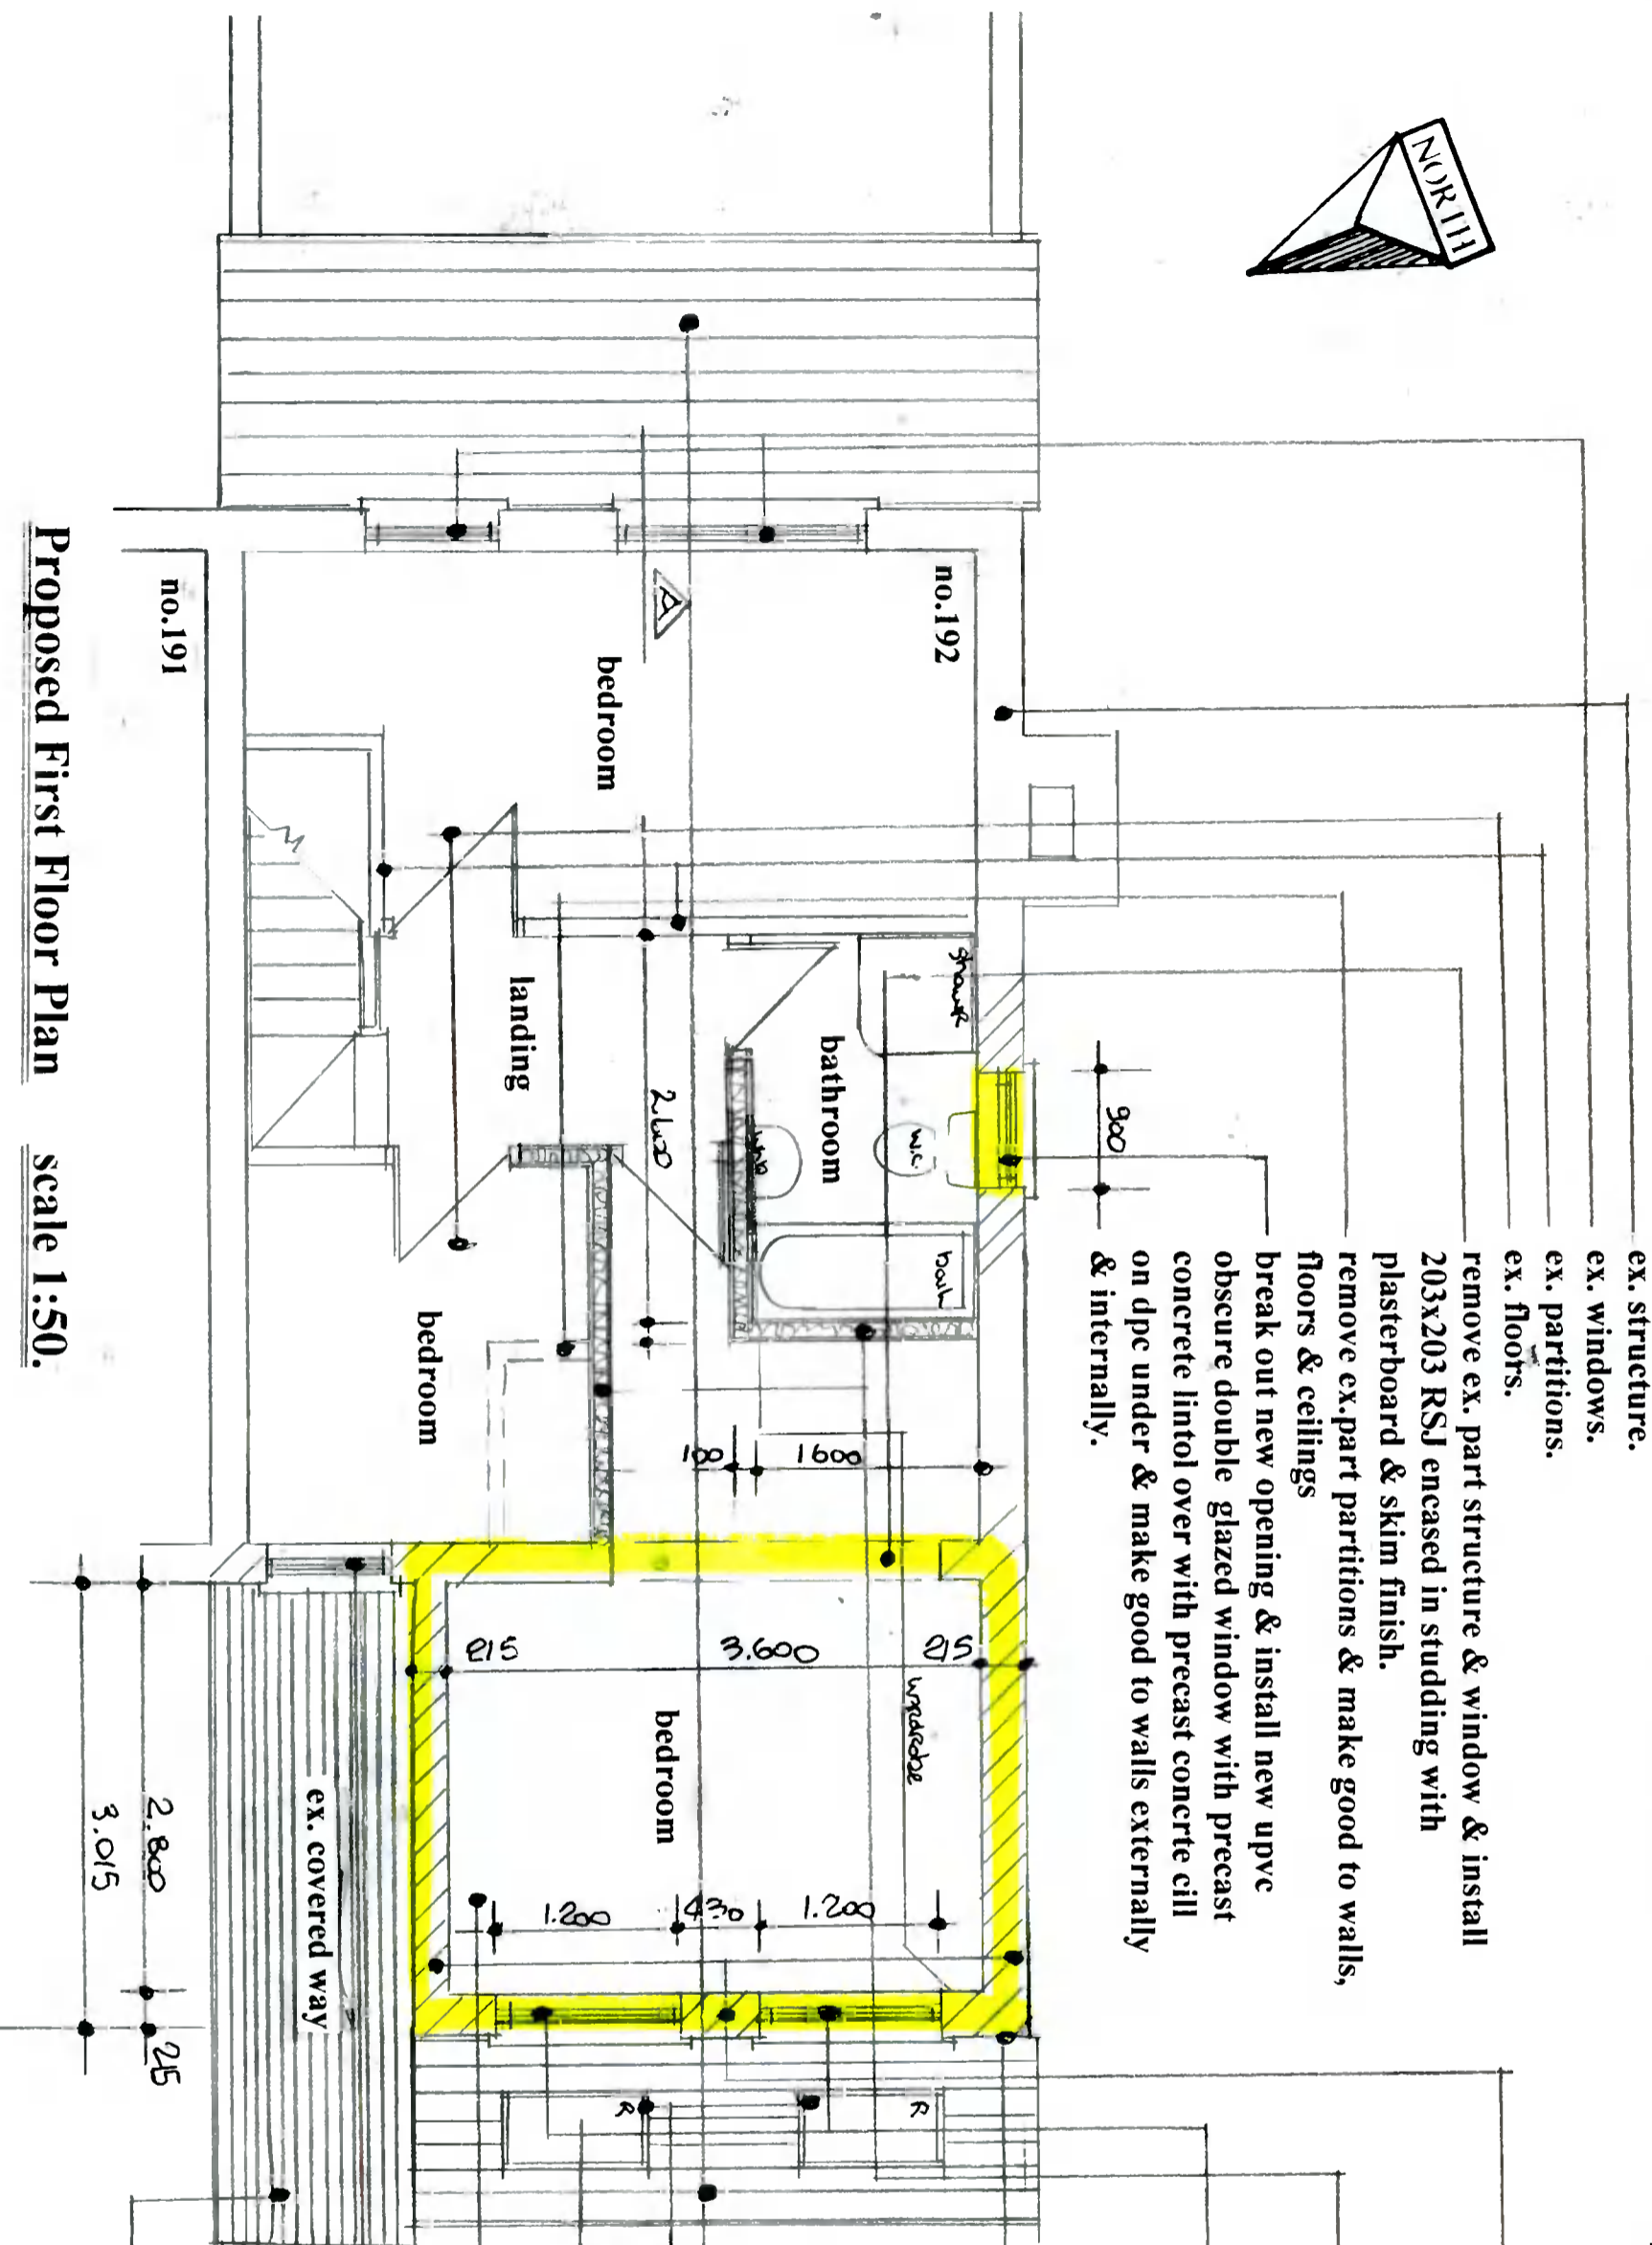 NORTH
ex. structure.
ex. windows.
ex. partitions.
ex. floors.
remove ex. part structure & window & install
203x203 RSJ encased in studding with
plasterboard & skim finish.
remove ex.part partitions & make good to walls,
floors & ceilings
break out new opening & install new upvc
obscure double glazed window with precast
concrete lintol over with precast concrte cill
on dpc under & make good to walls externally
& internally.
900
no.192
shower
bathroom
w.c.
whb
bath
A
bedroom
landing
2600
100
1600
bedroom
215
3.600
215
wardrobe
bedroom
1.200
430
1.200
R
R
no.191
ex. covered way
2.800
215
3.015
Proposed First Floor Plan scale 1:50.